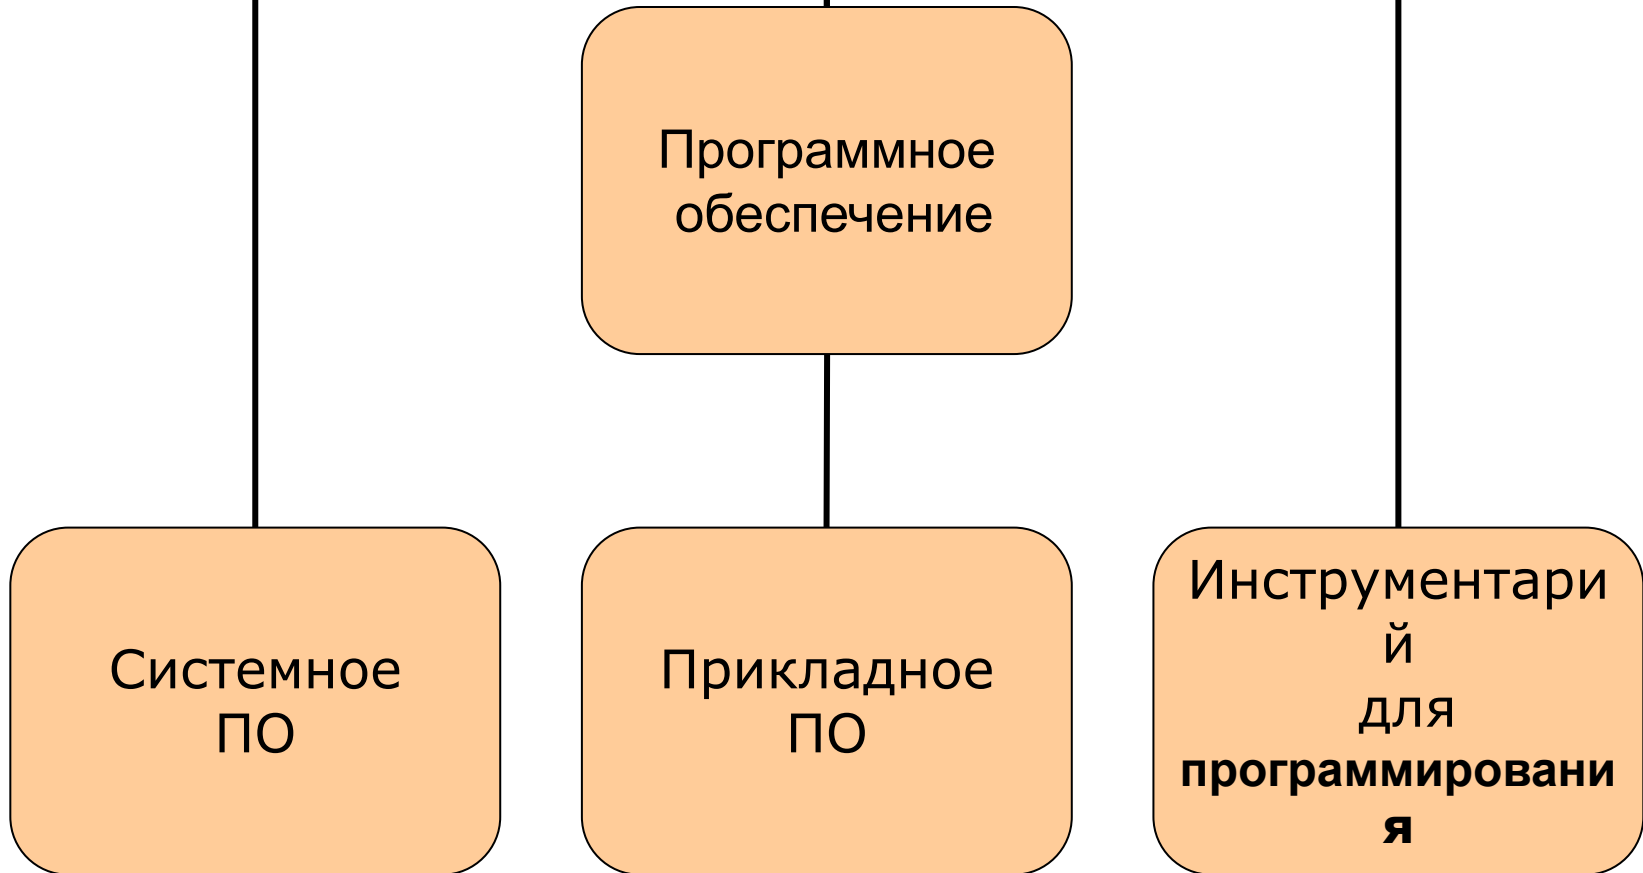 Программное
обеспечение
Системное
ПО
Прикладное
ПО
Инструментари
й
для
программировани
я